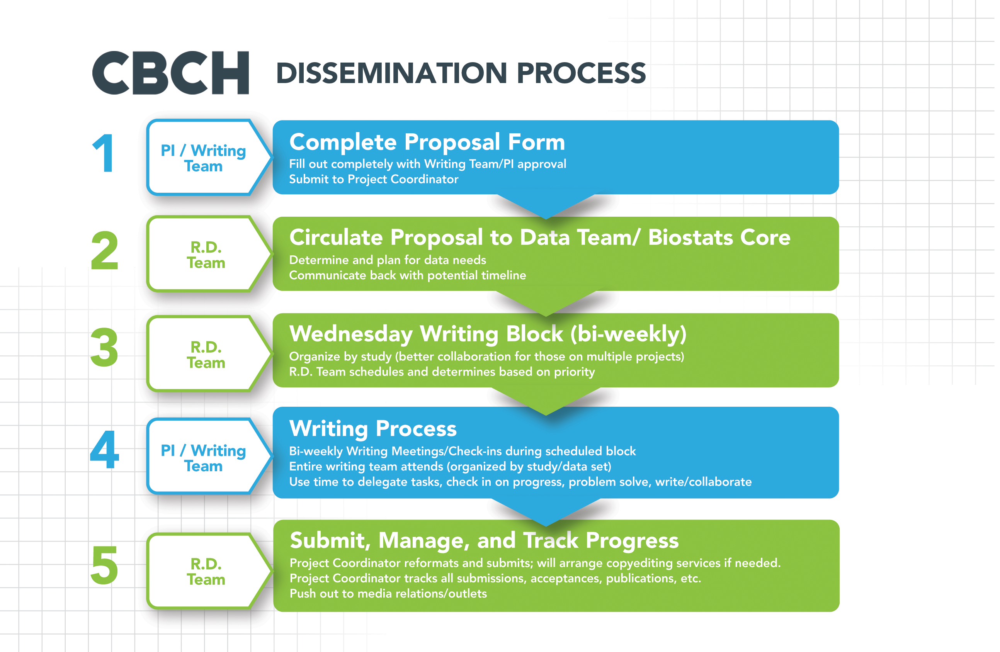 CBCH DISSEMINATION PROCESS
1
PI / Writing
Team
Complete Proposal Form
Fill out completely with Writing Team/PI approval
Submit to Project Coordinator
2
R.D.
Team
Circulate Proposal to Data Team/ Biostats Core
Determine and plan for data needs
Communicate back with potential timeline
3
R.D.
Team
Wednesday Writing Block (bi-weekly)
Organize by study (better collaboration for those on multiple projects)
R.D. Team schedules and determines based on priority
4
PI / Writing
Team
Writing Process
Bi-weekly Writing Meetings/Check-ins during scheduled block
Entire writing team attends (organized by study/data set)
Use time to delegate tasks, check in on progress, problem solve, write/collaborate
5
R.D.
Team
Submit, Manage, and Track Progress
Project Coordinator reformats and submits; will arrange copyediting services if needed.
Project Coordinator tracks all submissions, acceptances, publications, etc.
Push out to media relations/outlets